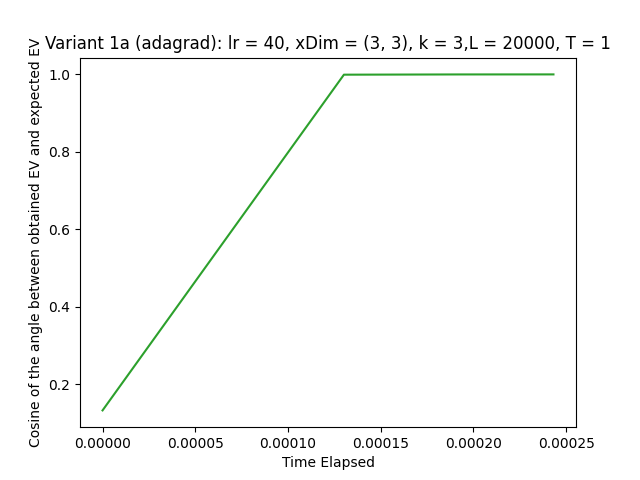 Variant 1a (adagrad): lr = 40, xDim = (3, 3), k = 3,L = 20000, T = 1
Cosine of the angle between obtained EV and expected EV
1.0
0.8
0.6
0.4
0.2
0.00000 0.00005 0.00010 0.00015 0.00020 0.00025
Time Elapsed